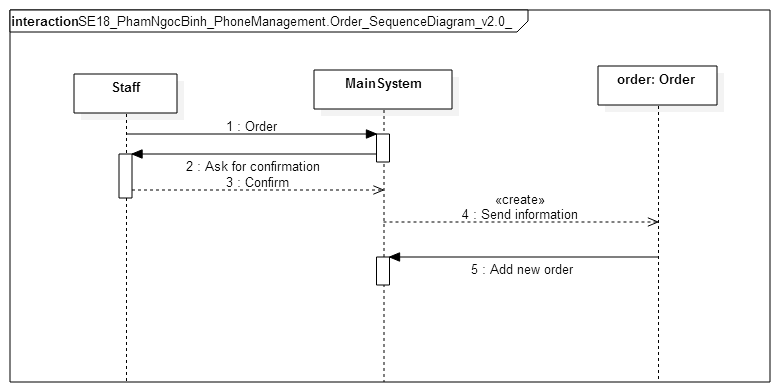 interactionSE18_PhamNgocBinh_PhoneManagement.Order_SequenceDiagram_v2.0_
Staff
MainSystem
order: Order
1 : Order
2 : Ask for confirmation
3 : Confirm
«create»
4 : Send information
5 : Add new order